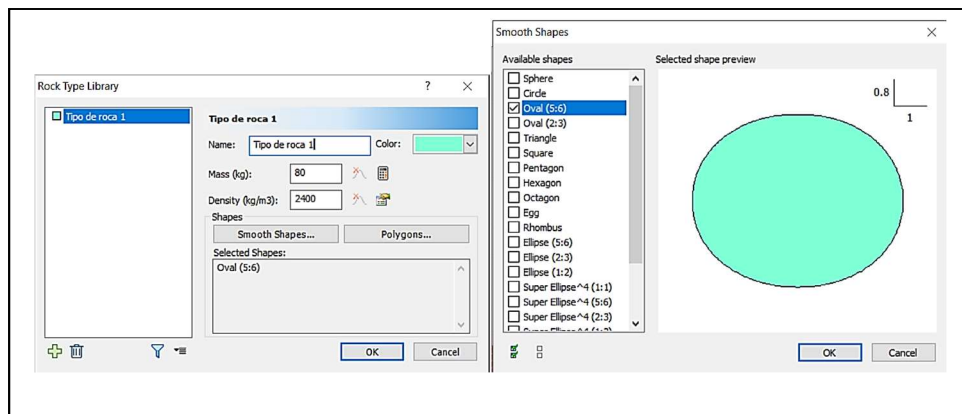 Rock Type Library
?
×
Tipo de roca 1
Tipo de roca 1
Name: Tipo de roca 1 Color:
Mass (kg): 80
Density (kg/m3): 2400
Shapes
Smooth Shapes... Polygons...
Selected Shapes:
Oval (5:6)
OK Cancel
Smooth Shapes
×
Available shapes
Sphere
Circle
Oval (5:6)
Oval (2:3)
Triangle
Square
Pentagon
Hexagon
Octagon
Egg
Rhombus
Ellipse (5:6)
Ellipse (2:3)
Ellipse (1:2)
Super Ellipse^4 (1:1)
Super Ellipse^4 (5:6)
Super Ellipse^4 (2:3)
Selected shape preview
0.8
1
OK Cancel